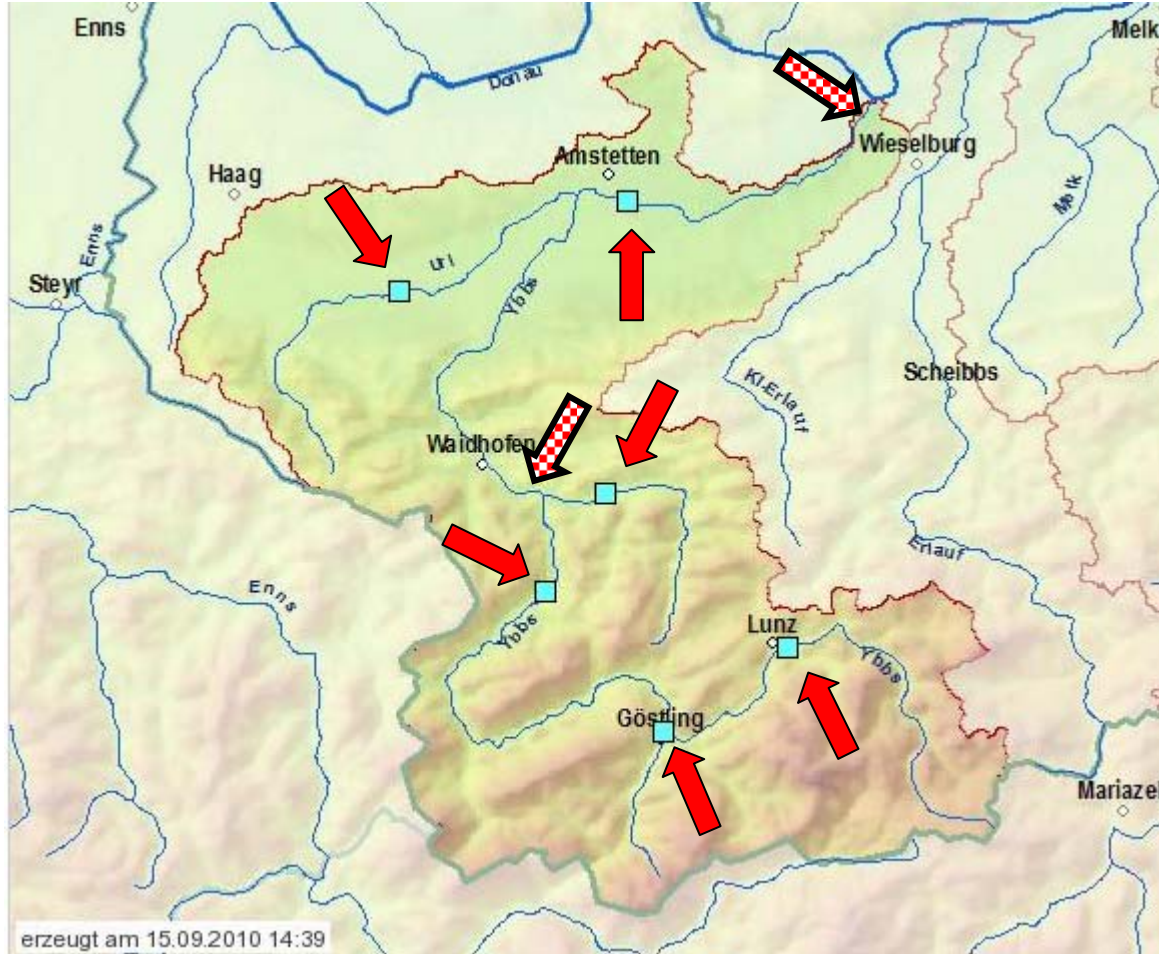 Enns
Melk
Donau
Amstetten
Wieselburg
Haag
Melk
Enns
Url
Steyr
Ybbs
Scheibbs
Kl.Erlauf
Waidhofen
Erlauf
Enns
Ybbs
Lunz
Ybbs
Göstling
Mariazel
erzeugt am 15.09.2010 14:39